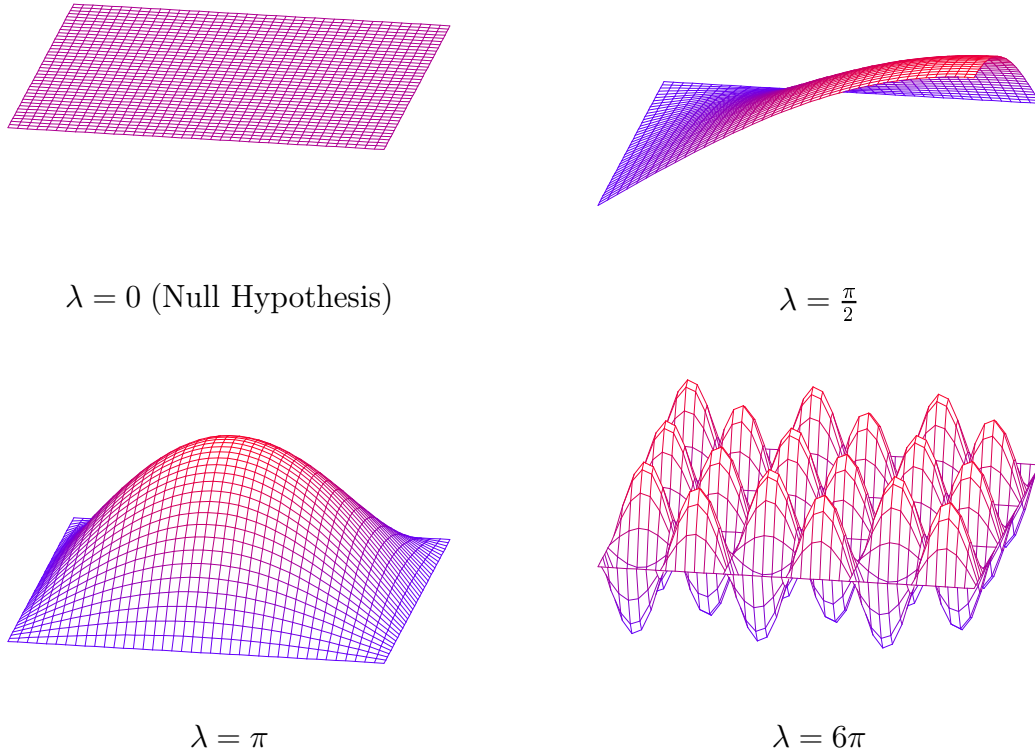 λ = 0 (Null Hypothesis)
λ = π/2
λ = π
λ = 6π